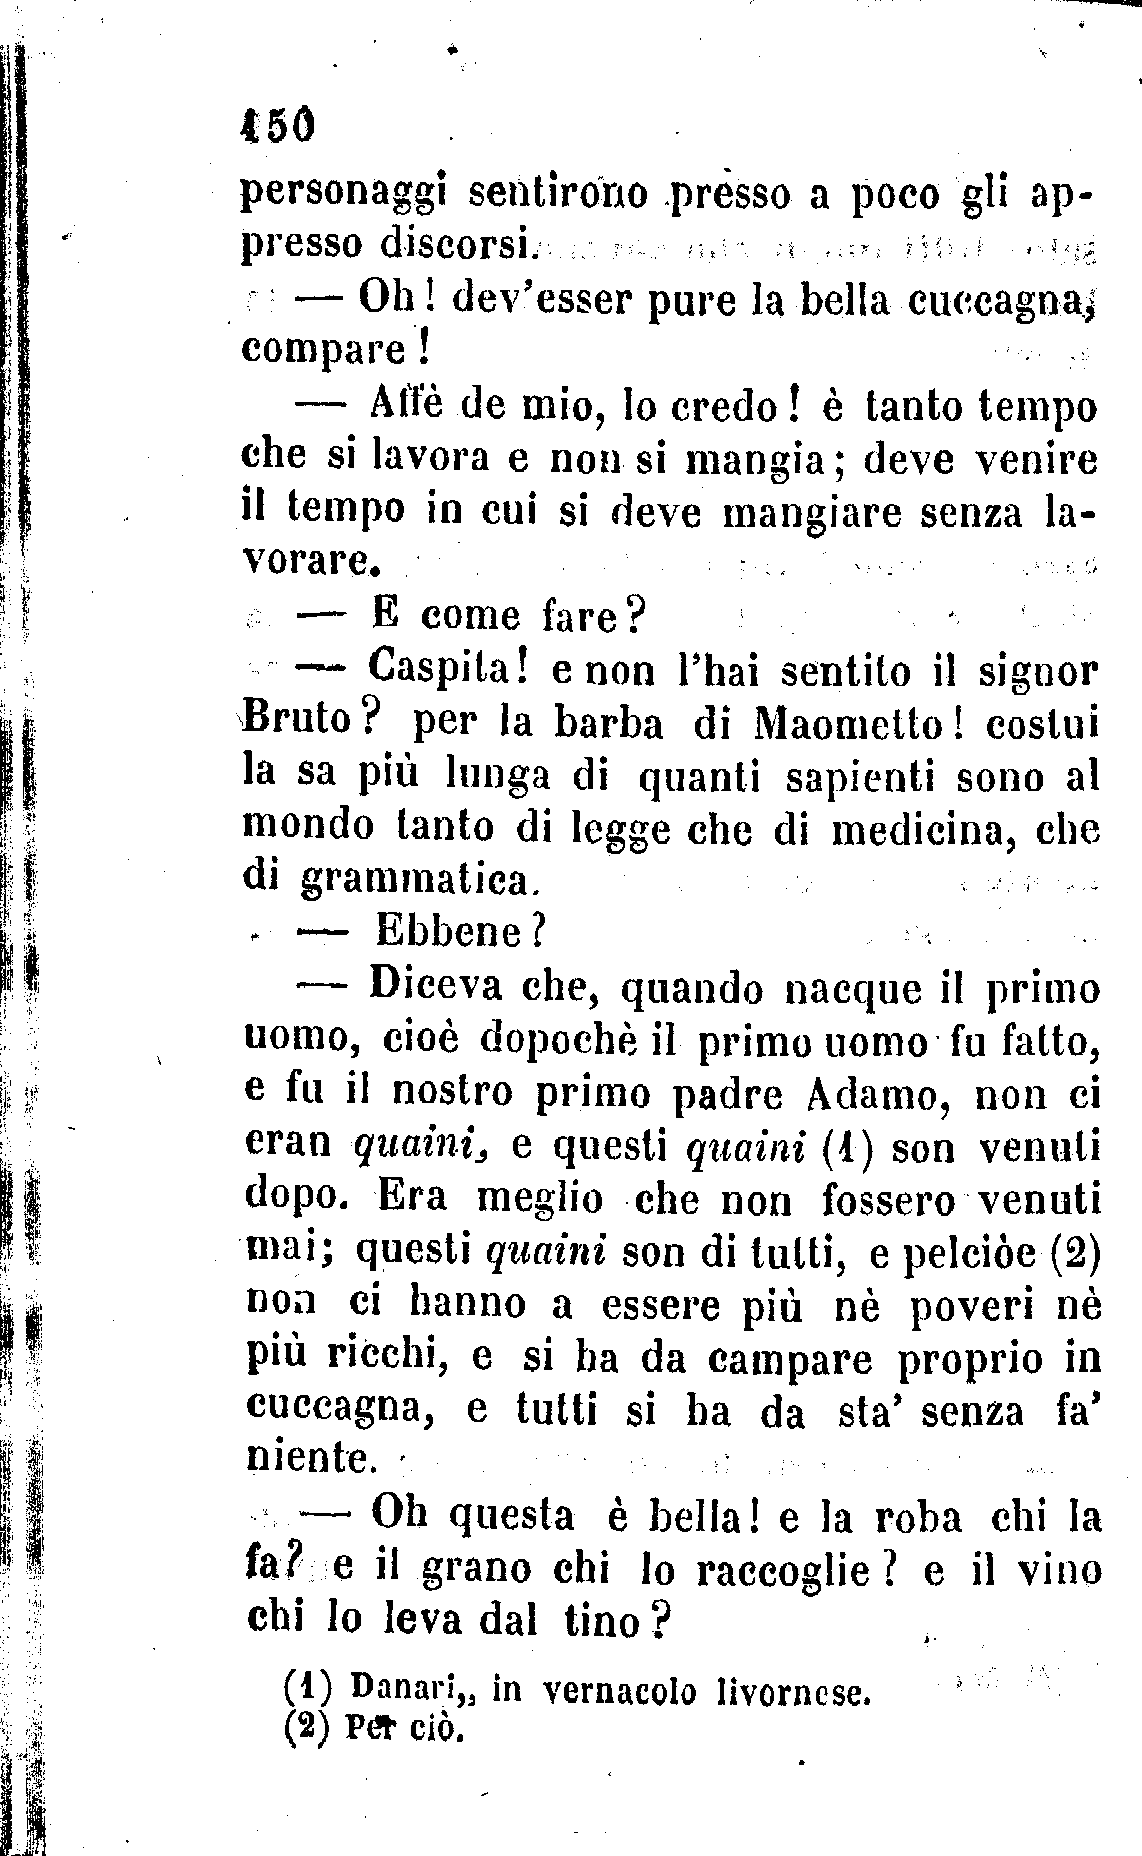 150
personaggi sentirono presso a poco gli ap-
presso discorsi.
— Oh! dev'esser pure la bella cuccagna,
compare!
— Affè de mio, lo credo! è tanto tempo
che si lavora e non si mangia; deve venire
il tempo in cui si deve mangiare senza la-
vorare.
— E come fare?
— Caspita! e non l'hai sentito il signor
Bruto? per la barba di Maometto! costui
la sa più lunga di quanti sapienti sono al
mondo tanto di legge che di medicina, che
di grammatica.
— Ebbene?
— Diceva che, quando nacque il primo
uomo, cioè dopochè il primo uomo fu fatto,
e fu il nostro primo padre Adamo, non ci
eran quaini, e questi quaini (1) son venuti
dopo. Era meglio che non fossero venuti
mai; questi quaini son di tutti, e pelciòe (2)
non ci hanno a essere più nè poveri nè
più ricchi, e si ha da campare proprio in
cuccagna, e tutti si ha da sta' senza fa'
niente.
— Oh questa è bella! e la roba chi la
fa? e il grano chi lo raccoglie? e il vino
chi lo leva dal tino?
(1) Danari,, in vernacolo livornese.
(2) Per ciò.